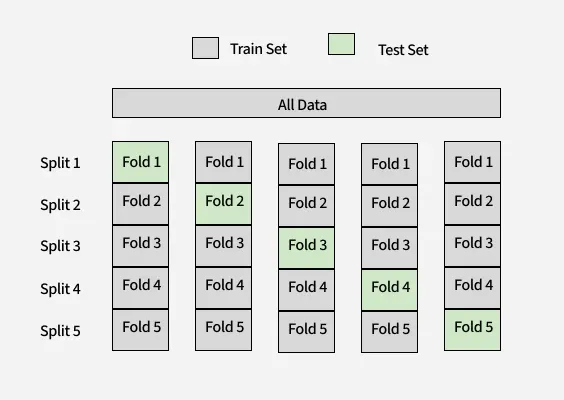 Train Set Test Set
All Data
Split 1 Fold 1 Fold 1 Fold 1 Fold 1 Fold 1
Split 2 Fold 2 Fold 2 Fold 2 Fold 2 Fold 2
Split 3 Fold 3 Fold 3 Fold 3 Fold 3 Fold 3
Split 4 Fold 4 Fold 4 Fold 4 Fold 4 Fold 4
Split 5 Fold 5 Fold 5 Fold 5 Fold 5 Fold 5